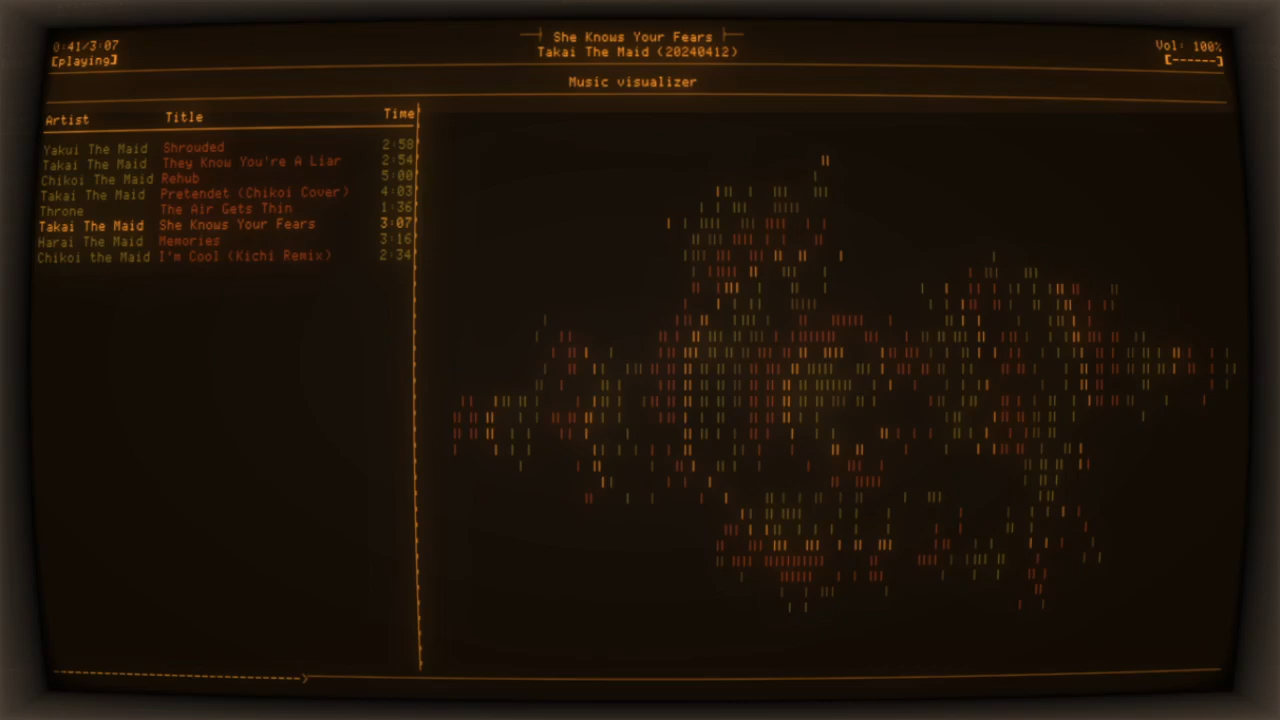 0:41/3:07
[playing]
She Knows Your Fears
Takai The Maid (20240412)
Vol: 100%
[------]
Music visualizer
Artist Title Time
Yakui The Maid Shrouded 2:58
Takai The Maid They Know You're A Liar 2:54
Chikoi The Maid Rehub 5:00
Takai The Maid Pretendet (Chikoi Cover) 4:03
Throne The Air Gets Thin 1:36
Takai The Maid She Knows Your Fears 3:07
Harai The Maid Memories 3:16
Chikoi the Maid I'm Cool (Kichi Remix) 2:34